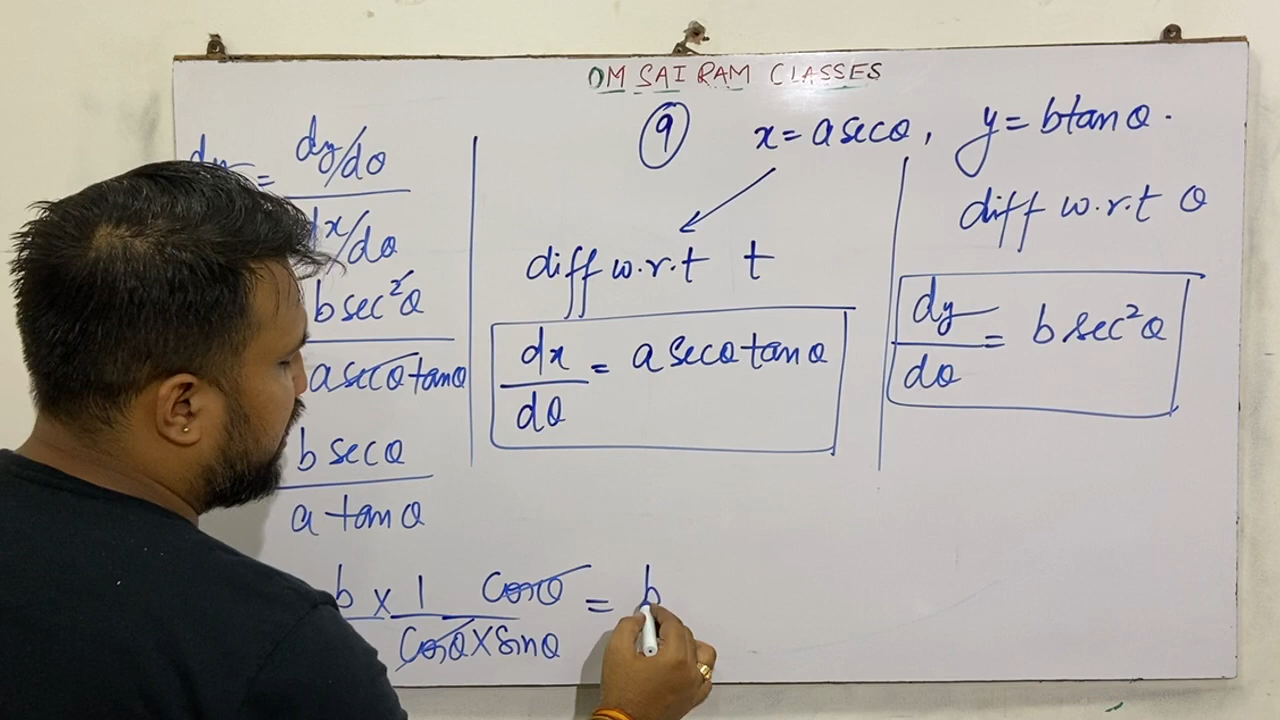 OM SAI RAM CLASSES
9 x = a secθ, y = b tanθ.
= dy/dθ
dx/dθ
b sec²θ
a secθ tanθ
b secθ
a tanθ
b × 1 cosθ = b
cosθ × sinθ
diff w.r.t t
dx = a secθ tanθ
dθ
diff w.r.t θ
dy = b sec²θ
dθ